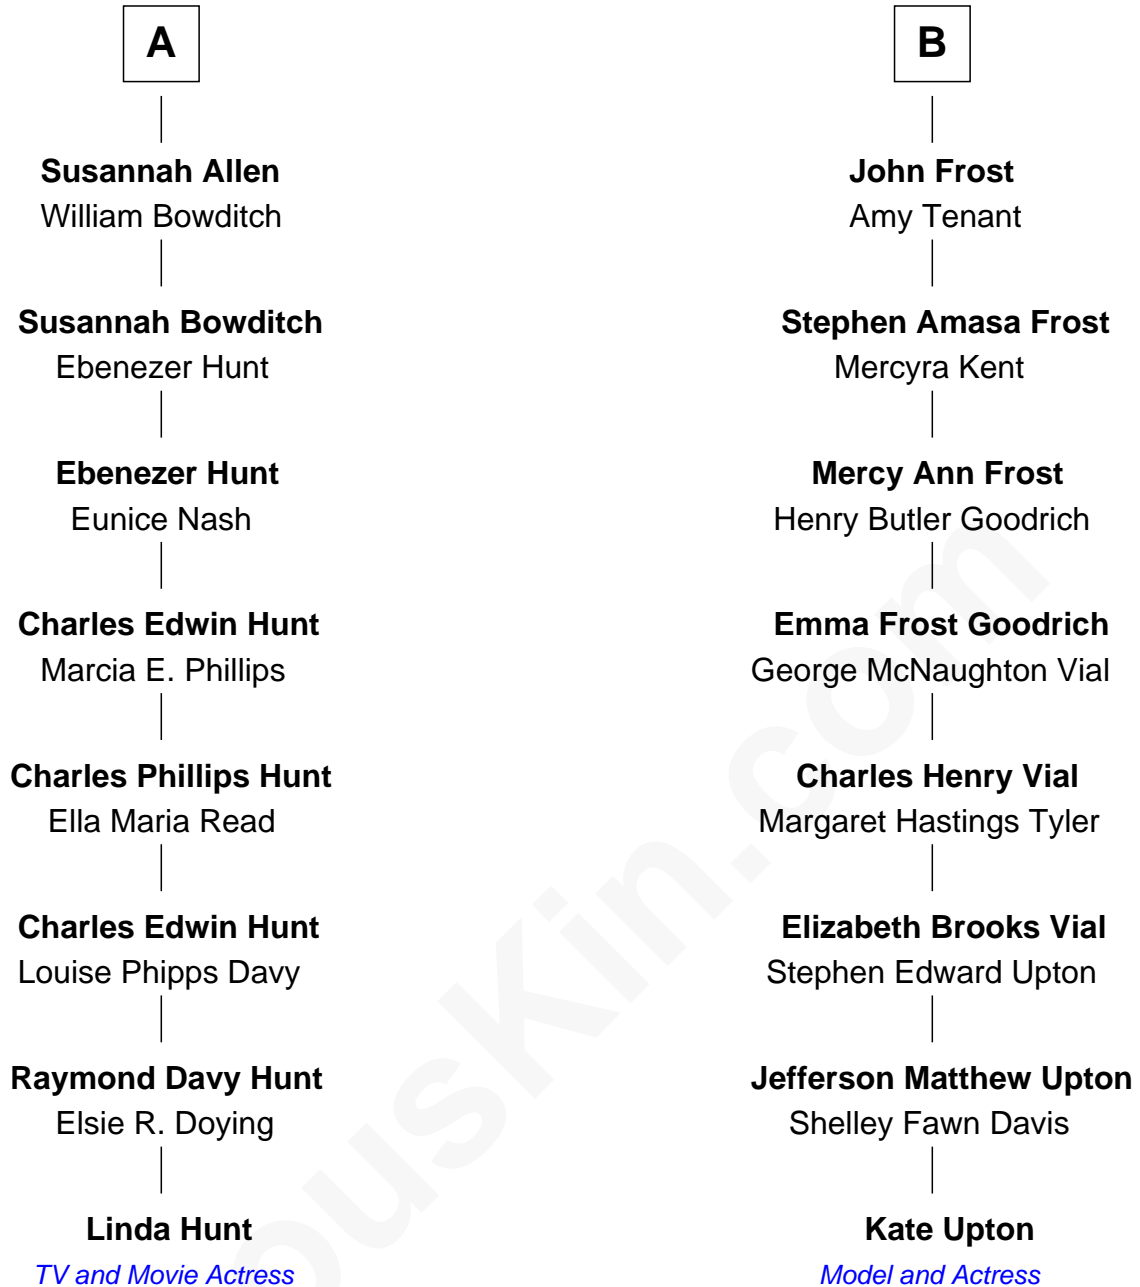 A
Susannah Allen
William Bowditch
Susannah Bowditch
Ebenezer Hunt
Ebenezer Hunt
Eunice Nash
Charles Edwin Hunt
Marcia E. Phillips
Charles Phillips Hunt
Ella Maria Read
Charles Edwin Hunt
Louise Phipps Davy
Raymond Davy Hunt
Elsie R. Doying
Linda Hunt
TV and Movie Actress
B
John Frost
Amy Tenant
Stephen Amasa Frost
Mercyra Kent
Mercy Ann Frost
Henry Butler Goodrich
Emma Frost Goodrich
George McNaughton Vial
Charles Henry Vial
Margaret Hastings Tyler
Elizabeth Brooks Vial
Stephen Edward Upton
Jefferson Matthew Upton
Shelley Fawn Davis
Kate Upton
Model and Actress
ousKin.com